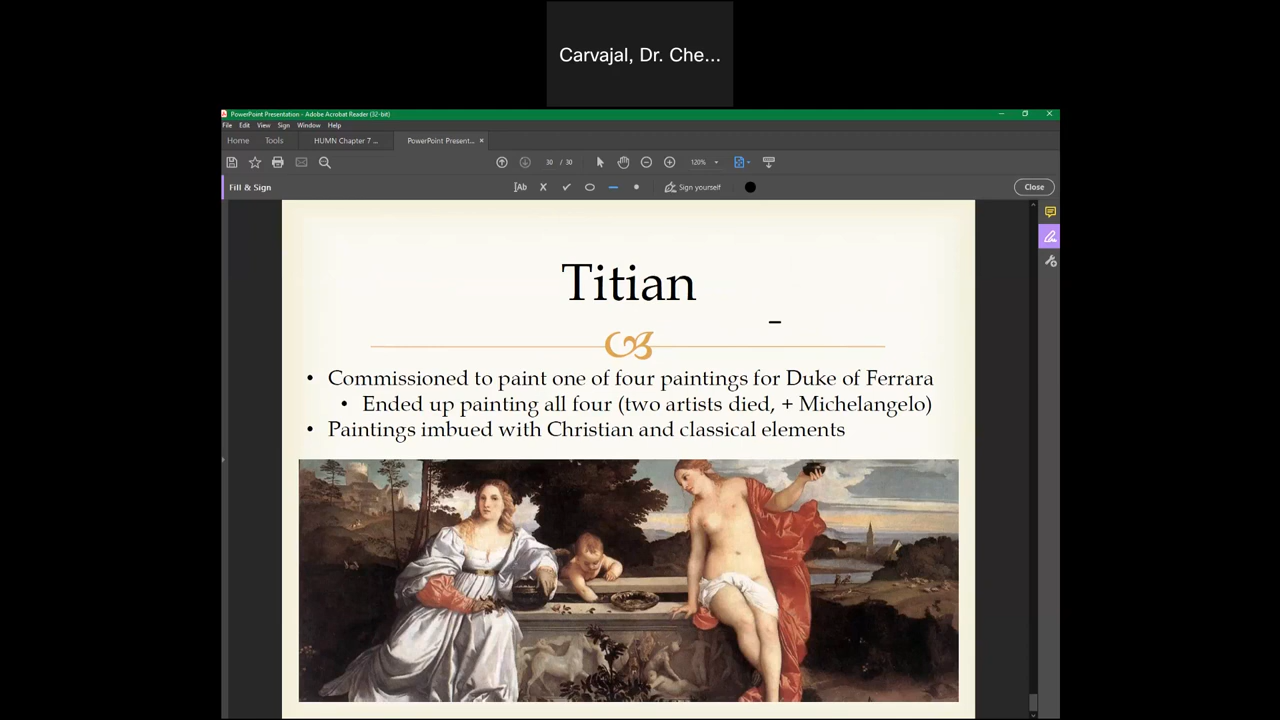 Carvajal, Dr. Che...
PowerPoint Presentation - Adobe Acrobat Reader (32-bit)
File Edit View Sign Window Help
Home Tools HUMN Chapter 7 ... PowerPoint Present... ×
30 / 30 120%
Fill & Sign Ab Sign yourself Close
Titian
• Commissioned to paint one of four paintings for Duke of Ferrara
• Ended up painting all four (two artists died, + Michelangelo)
• Paintings imbued with Christian and classical elements